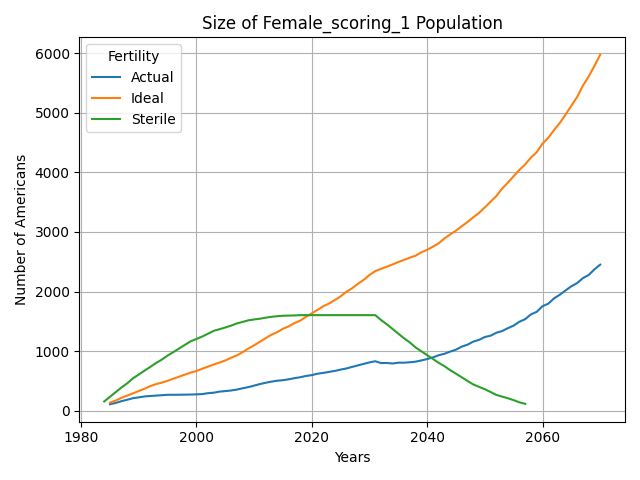 Size of Female_scoring_1 Population
Fertility
Actual
Ideal
Sterile
Number of Americans
6000
5000
4000
3000
2000
1000
0
1980 2000 2020 2040 2060
Years